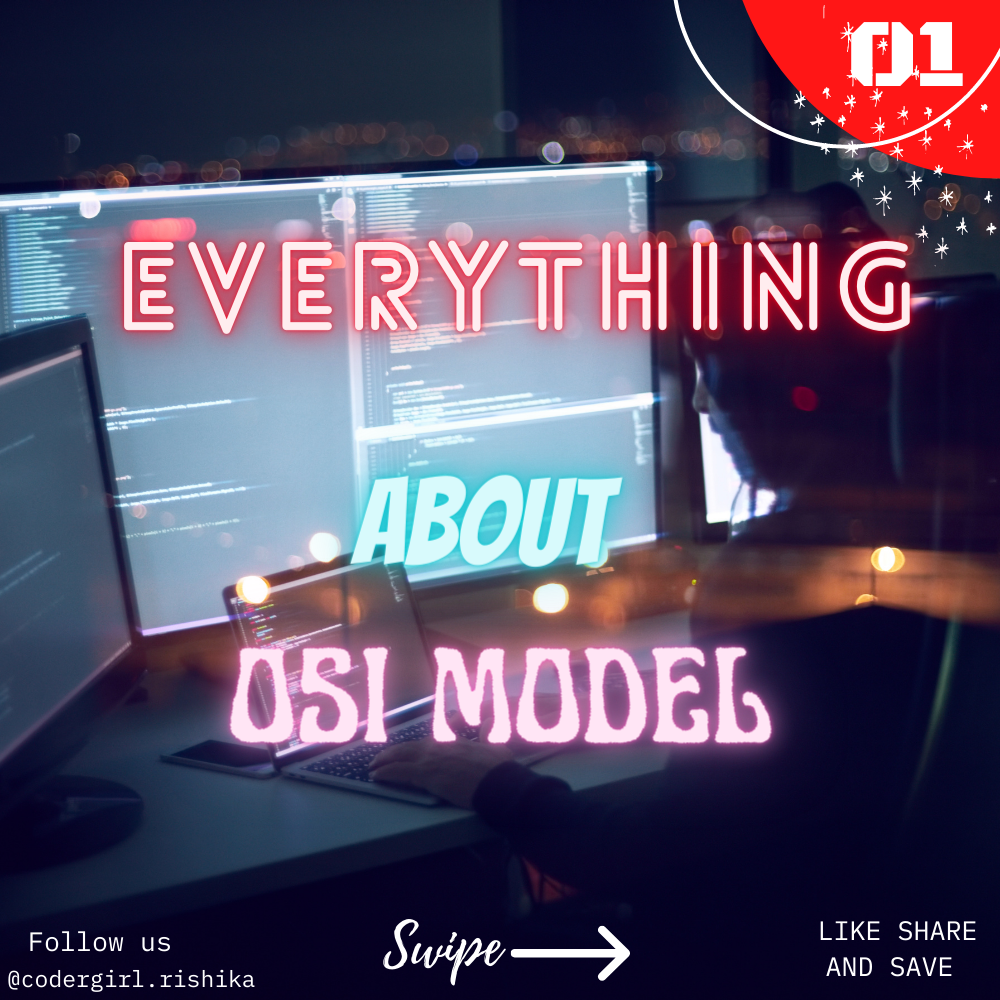 01
EVERYTHING
ABOUT
OSI MODEL
Follow us
@codergirl.rishika
Swipe
LIKE SHARE
AND SAVE